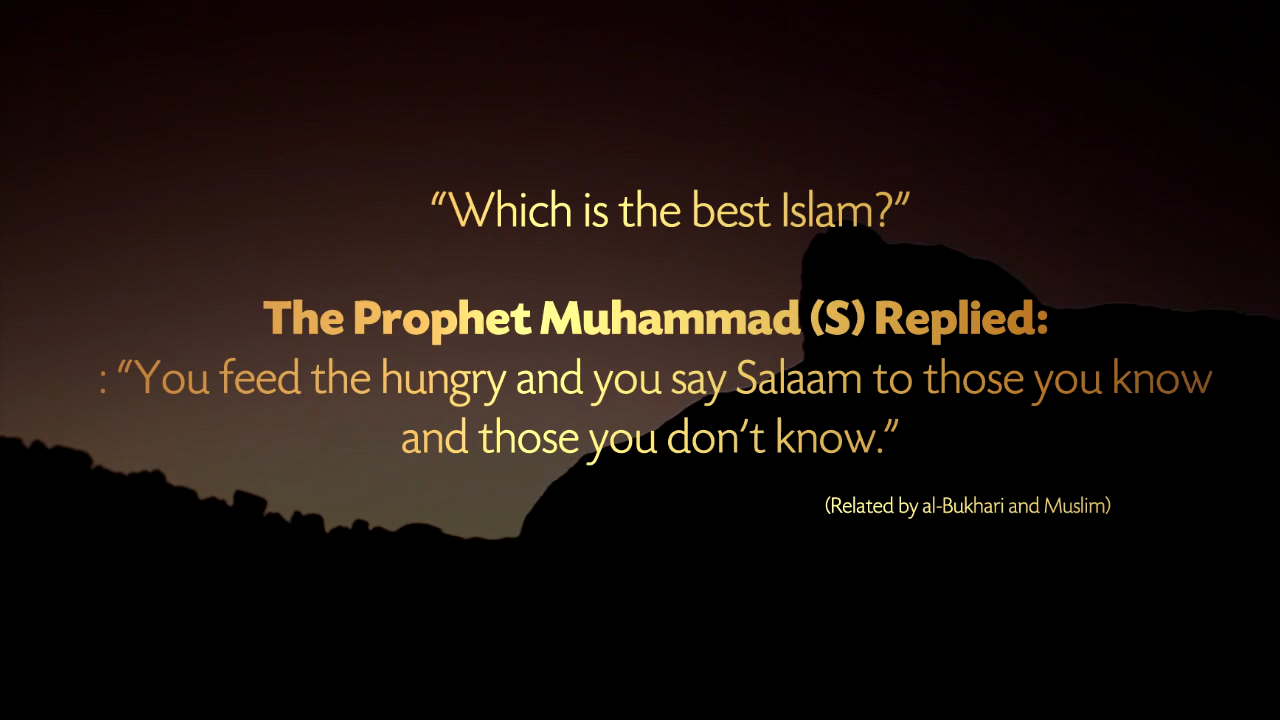 “Which is the best Islam?”
The Prophet Muhammad (S) Replied:
: “You feed the hungry and you say Salaam to those you know
and those you don’t know.”
(Related by al-Bukhari and Muslim)